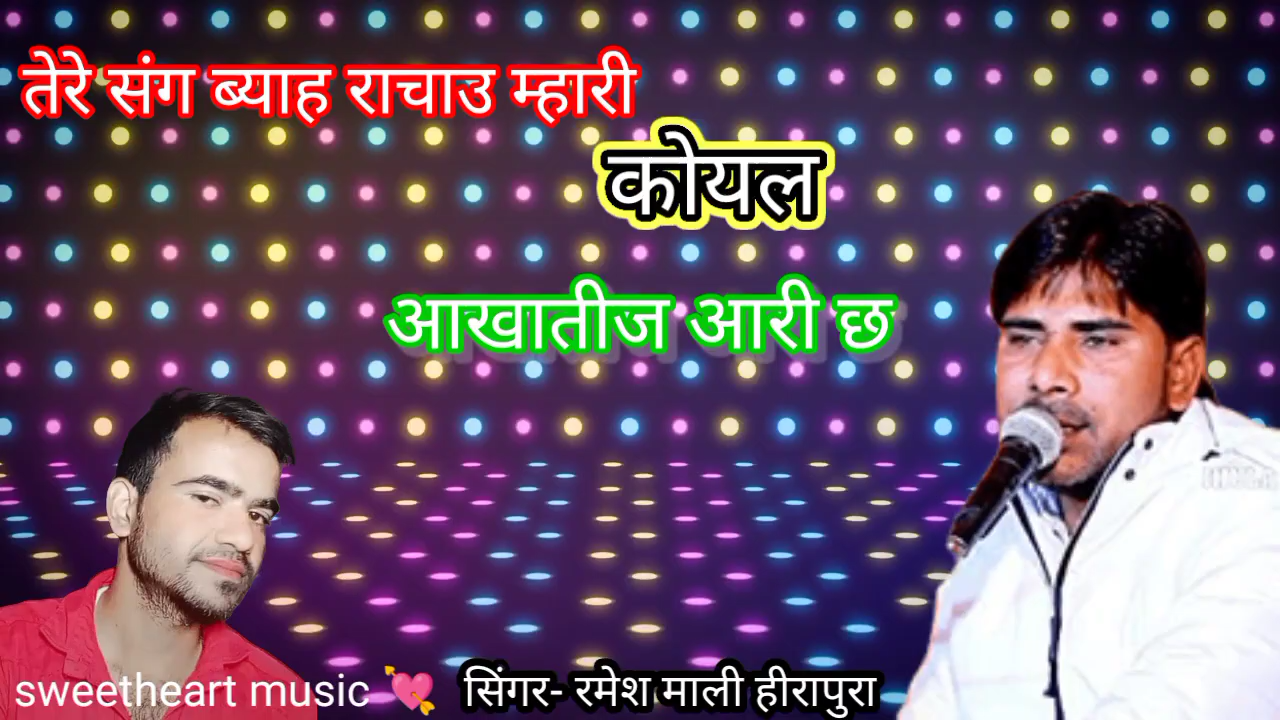 तेरे संग ब्याह राचाउ म्हारी
कोयल
आखातीज आरी छ
sweetheart music 💘 सिंगर- रमेश माली हीरापुरा